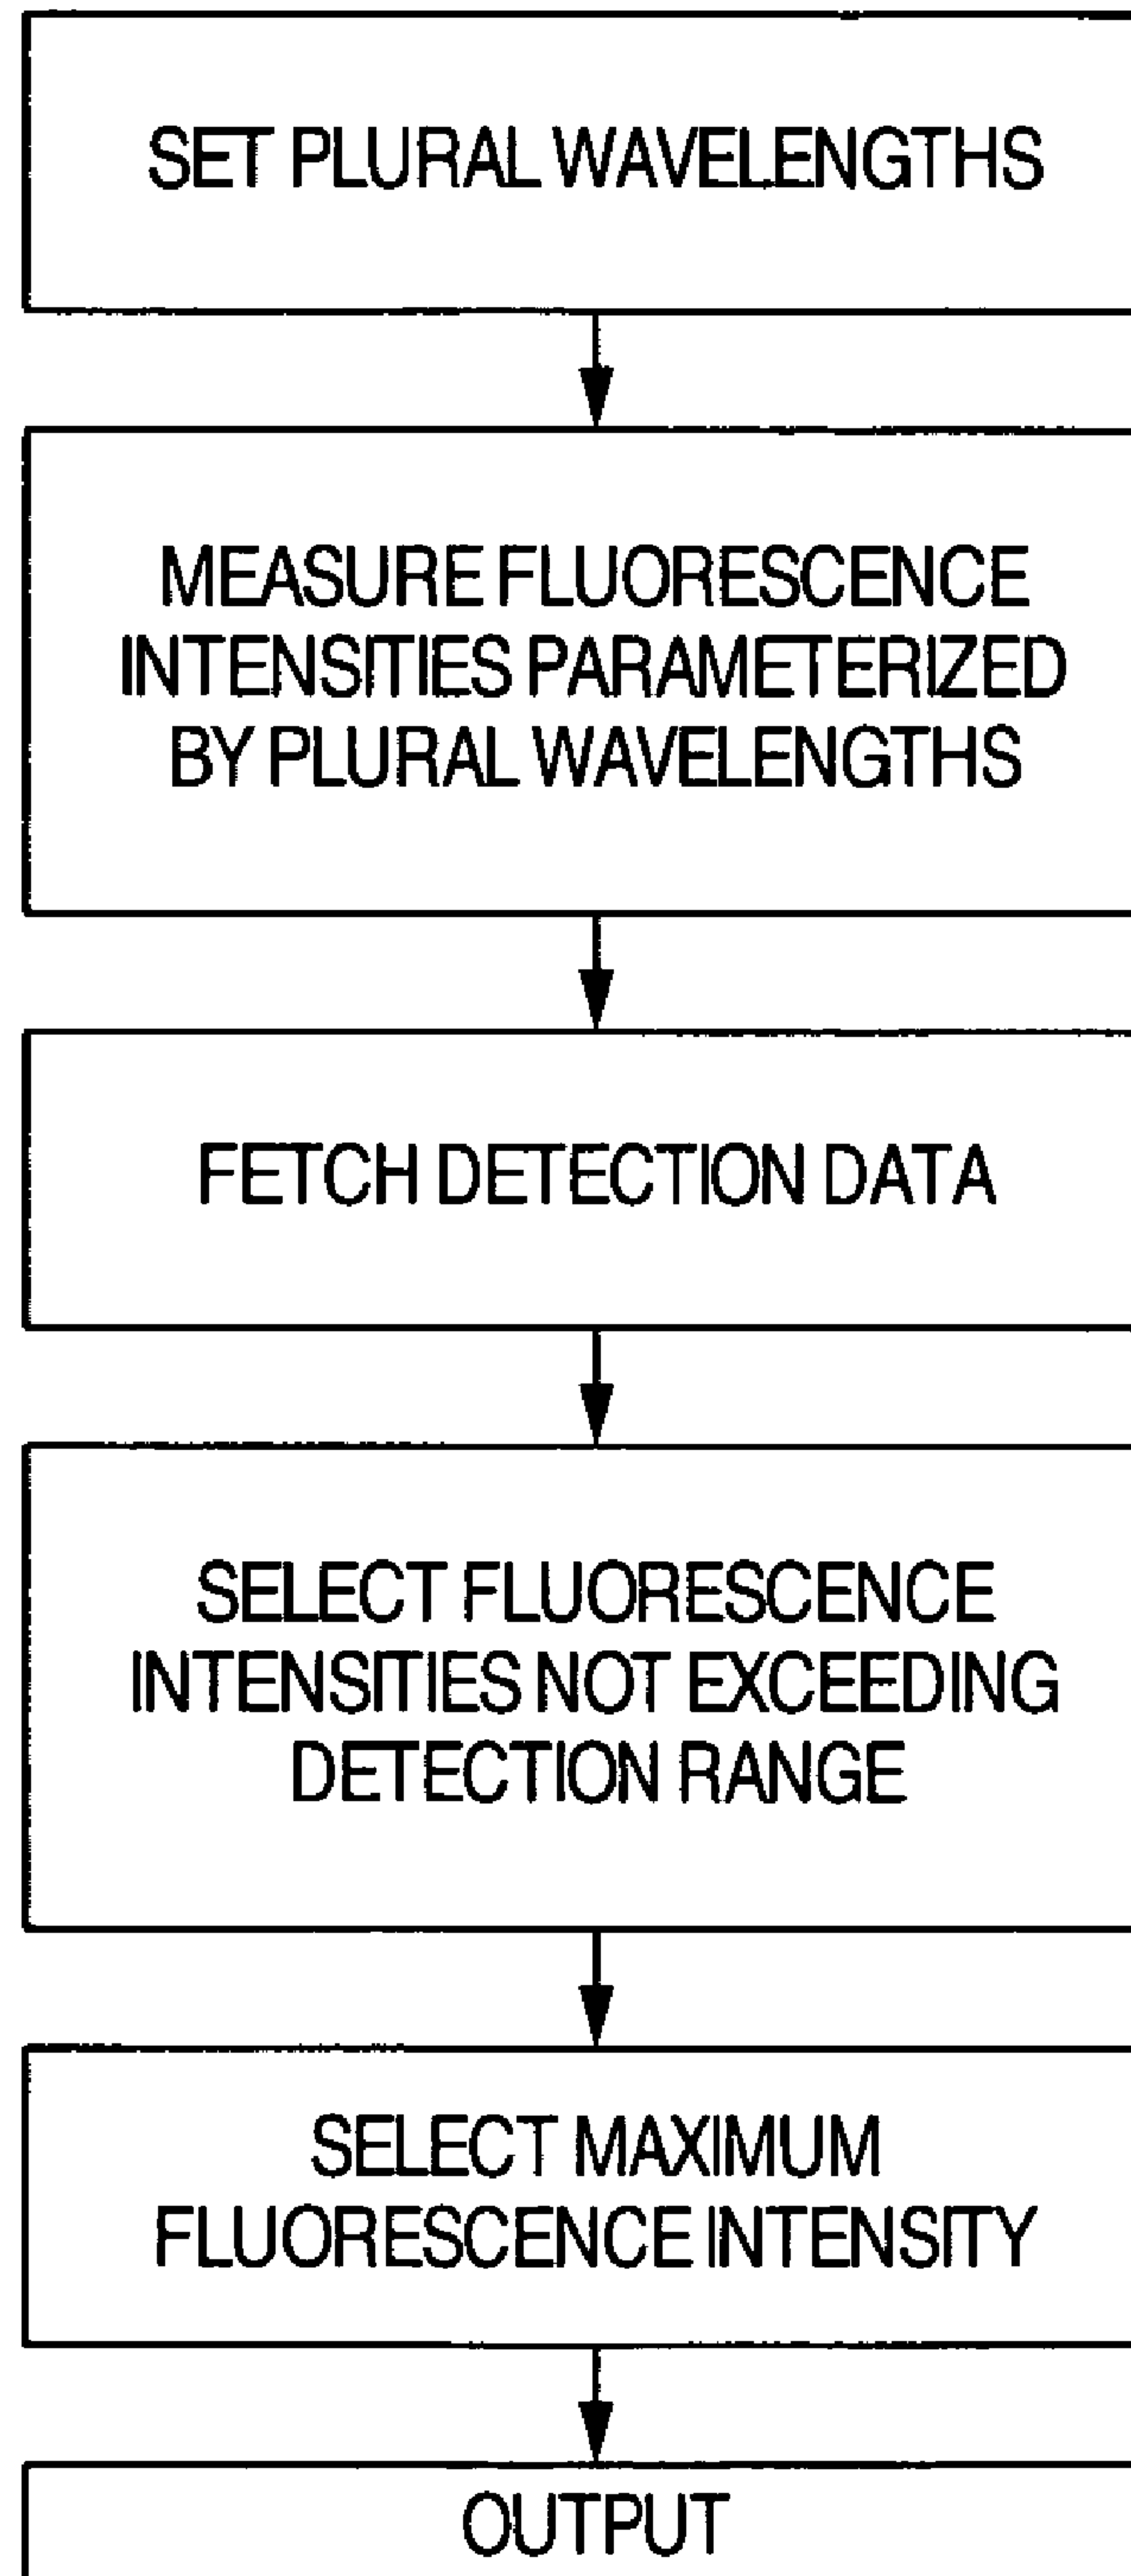 SET PLURAL WAVELENGTHS
MEASURE FLUORESCENCE
INTENSITIES PARAMETERIZED
BY PLURAL WAVELENGTHS
FETCH DETECTION DATA
SELECT FLUORESCENCE
INTENSITIES NOT EXCEEDING
DETECTION RANGE
SELECT MAXIMUM
FLUORESCENCE INTENSITY
OUTPUT